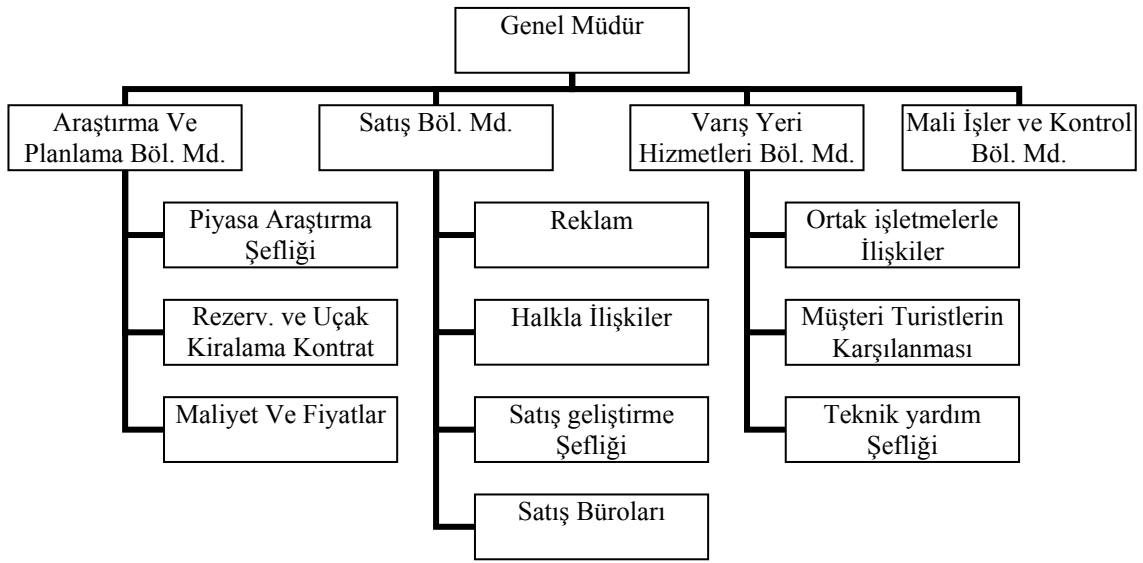 Genel Müdür
Araştırma Ve
Planlama Böl. Md.
Satış Böl. Md.
Varış Yeri
Hizmetleri Böl. Md.
Mali İşler ve Kontrol
Böl. Md.
Piyasa Araştırma
Şefliği
Rezerv. ve Uçak
Kiralama Kontrat
Maliyet Ve Fiyatlar
Reklam
Halkla İlişkiler
Satış geliştirme
Şefliği
Satış Büroları
Ortak işletmelerle
İlişkiler
Müşteri Turistlerin
Karşılanması
Teknik yardım
Şefliği